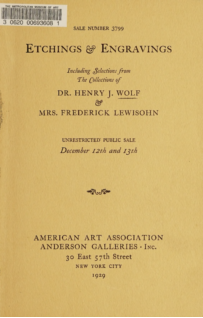 3 0620 00693608 1
SALE NUMBER 3799
ETCHINGS & ENGRAVINGS
Including Selections from
The Collections of
DR. HENRY J. WOLF
&
MRS. FREDERICK LEWISOHN
UNRESTRICTED PUBLIC SALE
December 12th and 13th
AMERICAN ART ASSOCIATION
ANDERSON GALLERIES · INC.
30 East 57th Street
NEW YORK CITY
1929